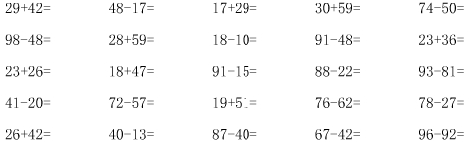 29+42= 48-17= 17+29= 30+59= 74-50=
98-48= 28+59= 18-10= 91-48= 23+36=
23+26= 18+47= 91-15= 88-22= 93-81=
41-20= 72-57= 19+51= 76-62= 78-27=
26+42= 40-13= 87-40= 67-42= 96-92=